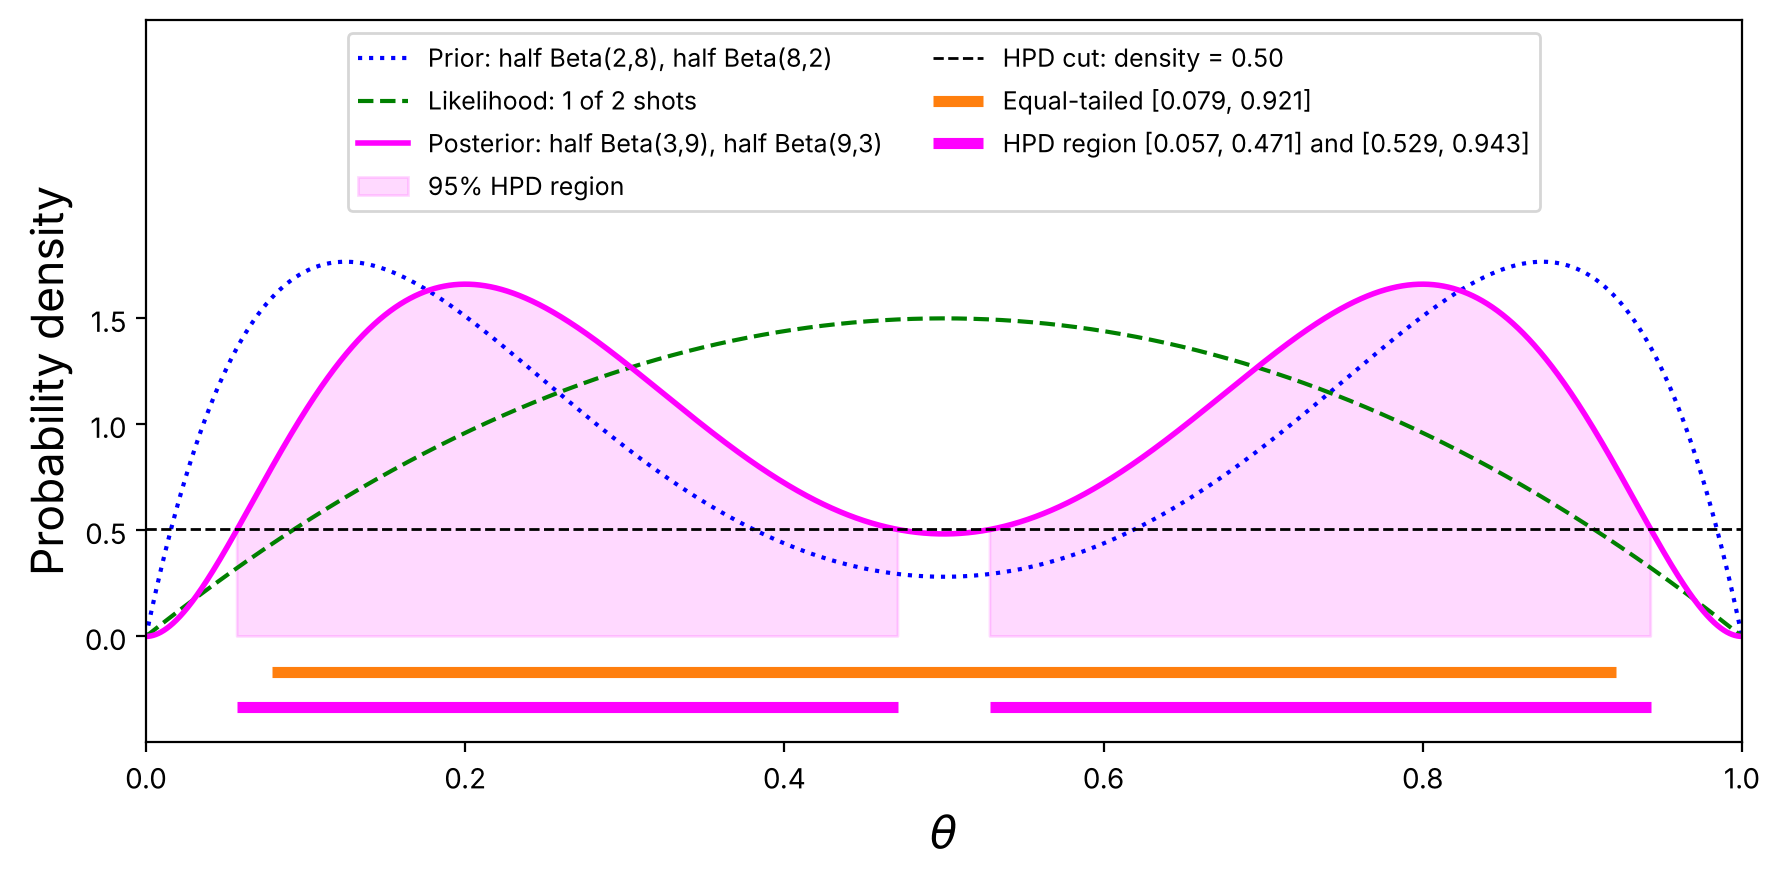 Prior: half Beta(2,8), half Beta(8,2)
Likelihood: 1 of 2 shots
Posterior: half Beta(3,9), half Beta(9,3)
95% HPD region
HPD cut: density = 0.50
Equal-tailed [0.079, 0.921]
HPD region [0.057, 0.471] and [0.529, 0.943]
Probability density
1.5
1.0
0.5
0.0
0.0 0.2 0.4 0.6 0.8 1.0
θ